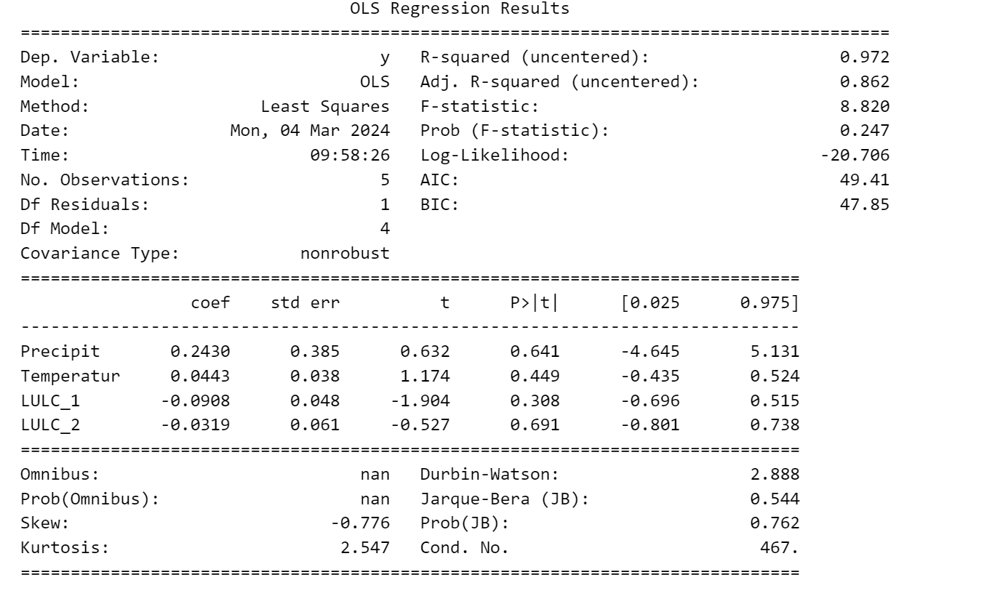 OLS Regression Results
=======================================================================================
Dep. Variable:                       y   R-squared (uncentered):                   0.972
Model:                             OLS   Adj. R-squared (uncentered):              0.862
Method:                  Least Squares   F-statistic:                              8.820
Date:                 Mon, 04 Mar 2024   Prob (F-statistic):                       0.247
Time:                         09:58:26   Log-Likelihood:                         -20.706
No. Observations:                    5   AIC:                                      49.41
Df Residuals:                        1   BIC:                                      47.85
Df Model:                            4
Covariance Type:             nonrobust
==============================================================================
                 coef    std err          t      P>|t|      [0.025      0.975]
------------------------------------------------------------------------------
Precipit       0.2430      0.385      0.632      0.641      -4.645       5.131
Temperatur     0.0443      0.038      1.174      0.449      -0.435       0.524
LULC_1        -0.0908      0.048     -1.904      0.308      -0.696       0.515
LULC_2        -0.0319      0.061     -0.527      0.691      -0.801       0.738
==============================================================================
Omnibus:                          nan   Durbin-Watson:                   2.888
Prob(Omnibus):                    nan   Jarque-Bera (JB):                0.544
Skew:                          -0.776   Prob(JB):                        0.762
Kurtosis:                       2.547   Cond. No.                         467.
==============================================================================